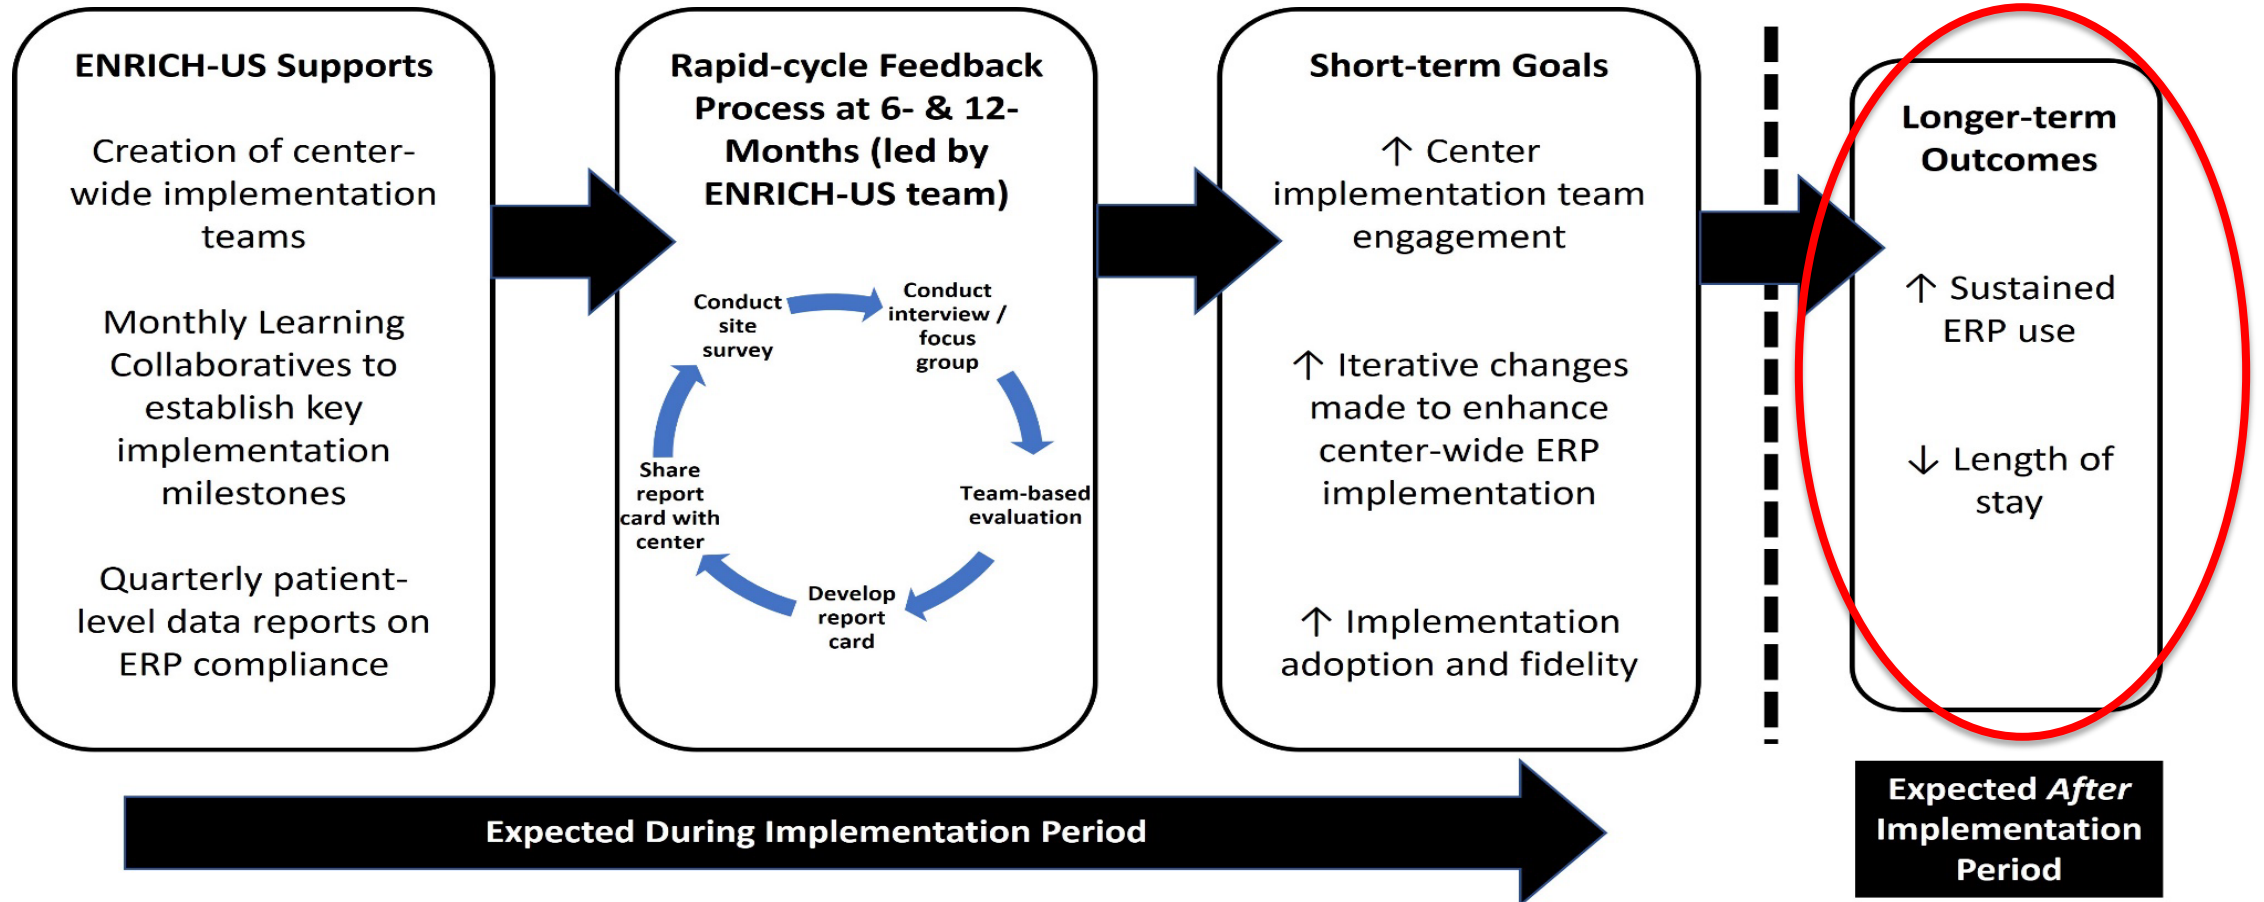 ENRICH-US Supports
Creation of center-
wide implementation
teams
Monthly Learning
Collaboratives to
establish key
implementation
milestones
Quarterly patient-
level data reports on
ERP compliance
Rapid-cycle Feedback
Process at 6- & 12-
Months (led by
ENRICH-US team)
Conduct
site
survey
Conduct
interview /
focus
group
Team-based
evaluation
Develop
report
card
Share
report
card with
center
Short-term Goals
↑ Center
implementation team
engagement
↑ Iterative changes
made to enhance
center-wide ERP
implementation
↑ Implementation
adoption and fidelity
Longer-term
Outcomes
↑ Sustained
ERP use
↓ Length of
stay
Expected During Implementation Period
Expected After
Implementation
Period